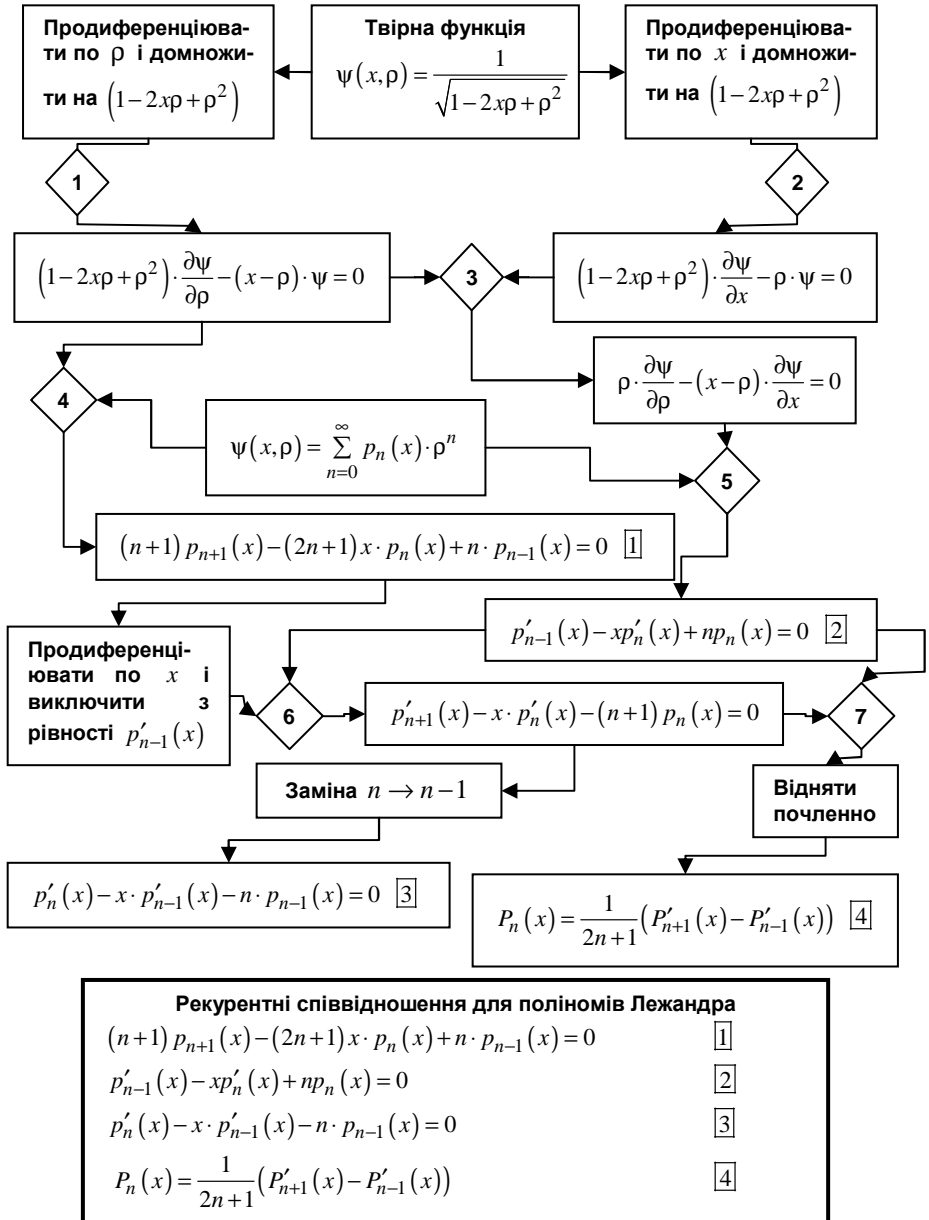 Продиференціюва-
ти по ρ і домножи-
ти на (1−2xρ+ρ²)
Твірна функція
ψ(x,ρ) = 1/√(1−2xρ+ρ²)
Продиференціюва-
ти по x і домножи-
ти на (1−2xρ+ρ²)
1
2
(1−2xρ+ρ²)·∂ψ/∂ρ−(x−ρ)·ψ=0
3
(1−2xρ+ρ²)·∂ψ/∂x−ρ·ψ=0
4
ρ·∂ψ/∂ρ−(x−ρ)·∂ψ/∂x=0
ψ(x,ρ)=∑_{n=0}^{∞} p_n(x)·ρⁿ
5
(n+1)p_{n+1}(x)−(2n+1)x·p_n(x)+n·p_{n−1}(x)=0 1
p′_{n−1}(x)−xp′_n(x)+np_n(x)=0 2
Продиференці-
ювати по x і
виключити з
рівності p′_{n−1}(x)
6
p′_{n+1}(x)−x·p′_n(x)−(n+1)p_n(x)=0
7
Заміна n→n−1
Відняти
почленно
p′_n(x)−x·p′_{n−1}(x)−n·p_{n−1}(x)=0 3
P_n(x)=1/(2n+1)(P′_{n+1}(x)−P′_{n−1}(x)) 4
Рекурентні співвідношення для поліномів Лежандра
(n+1)p_{n+1}(x)−(2n+1)x·p_n(x)+n·p_{n−1}(x)=0 1
p′_{n−1}(x)−xp′_n(x)+np_n(x)=0 2
p′_n(x)−x·p′_{n−1}(x)−n·p_{n−1}(x)=0 3
P_n(x)=1/(2n+1)(P′_{n+1}(x)−P′_{n−1}(x)) 4